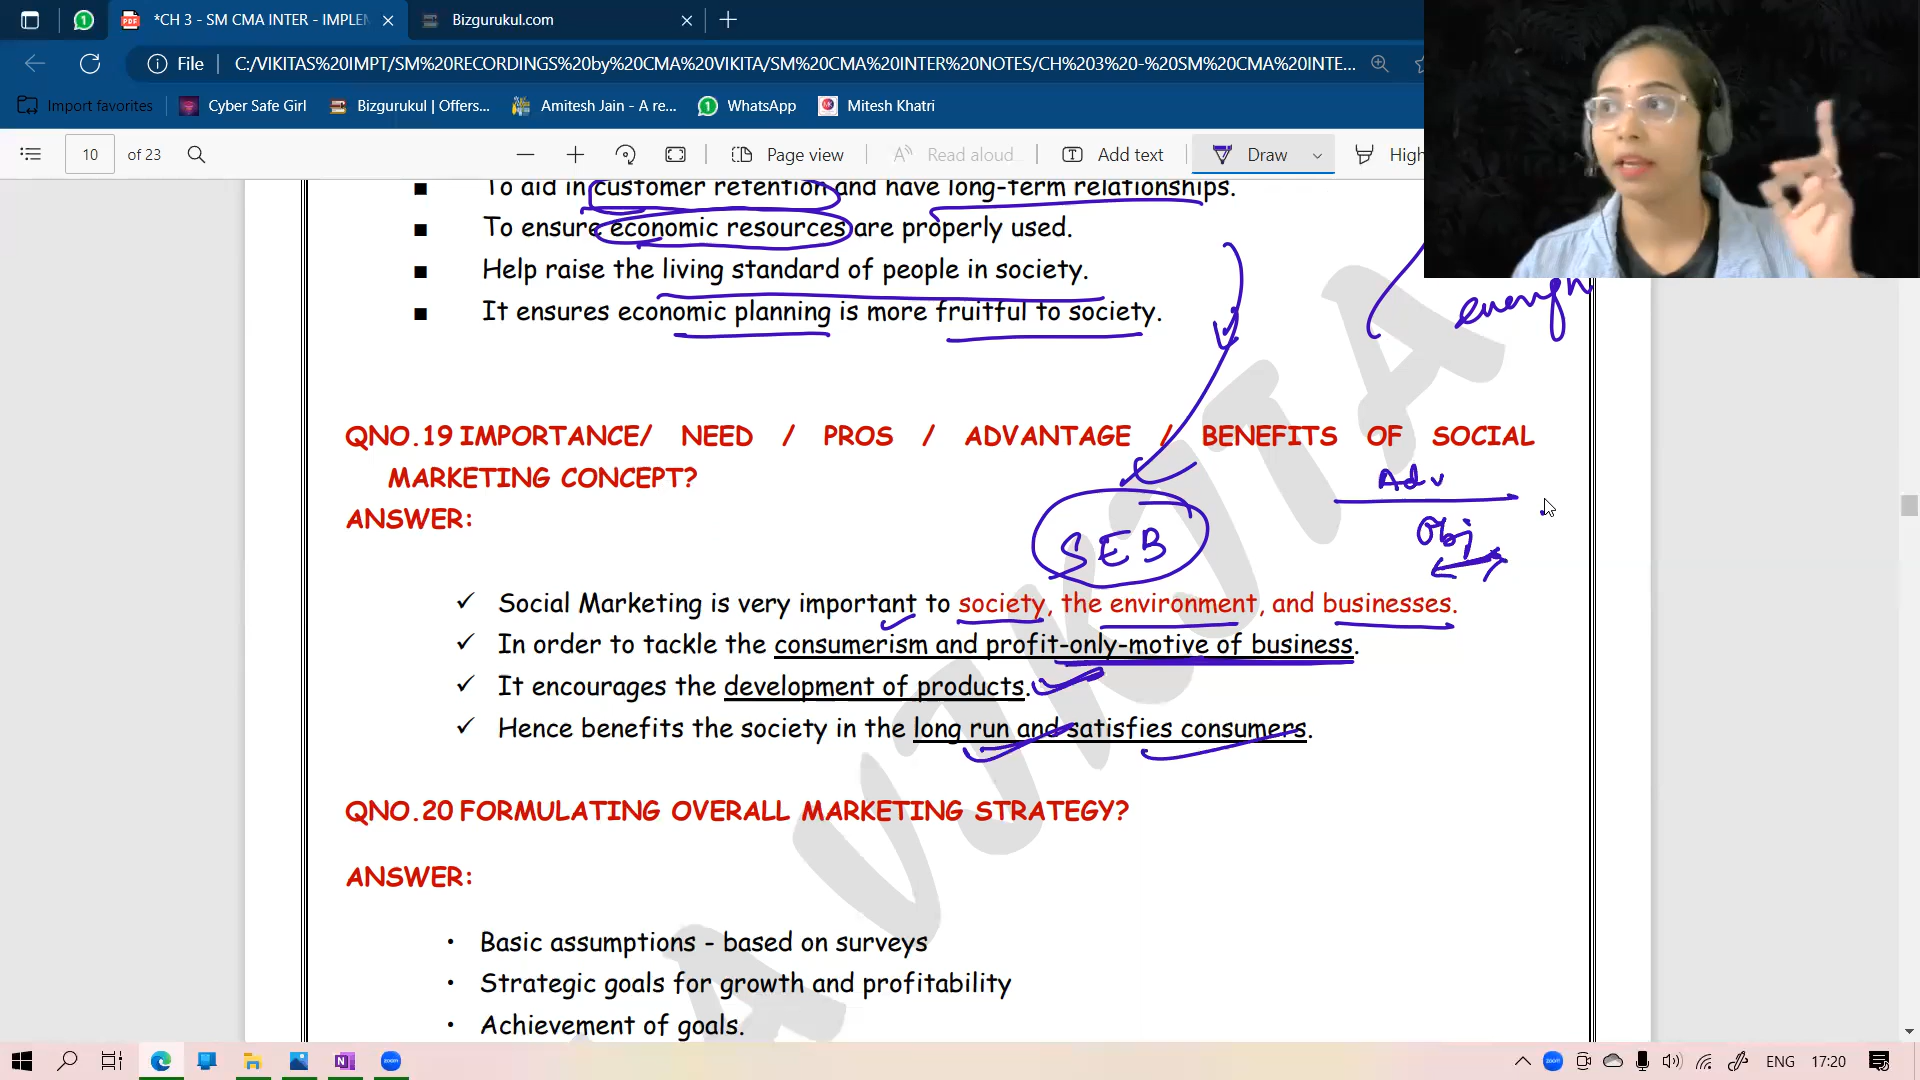 *CH 3 - SM CMA INTER - IMPLEM
Bizgurukul.com
File
C:/VIKITAS%20IMPT/SM%20RECORDINGS%20by%20CMA%20VIKITA/SM%20CMA%20INTER%20NOTES/CH%203%20-%20SM%20CMA%20INTE...
Import favorites
Cyber Safe Girl
Bizgurukul | Offers...
Amitesh Jain - A re...
WhatsApp
Mitesh Khatri
10 of 23
Page view
Read aloud
Add text
Draw
High
■ To aid in customer retention and have long-term relationships.
■ To ensure economic resources are properly used.
■ Help raise the living standard of people in society.
■ It ensures economic planning is more fruitful to society.
QNO.19 IMPORTANCE/ NEED / PROS / ADVANTAGE / BENEFITS OF SOCIAL
MARKETING CONCEPT?
Adv
ANSWER:
Obj
SEB
✓ Social Marketing is very important to society, the environment, and businesses.
✓ In order to tackle the consumerism and profit-only-motive of business.
✓ It encourages the development of products.
✓ Hence benefits the society in the long run and satisfies consumers.
QNO.20 FORMULATING OVERALL MARKETING STRATEGY?
ANSWER:
• Basic assumptions - based on surveys
• Strategic goals for growth and profitability
• Achievement of goals.
A VIKITA
ENG
17:20